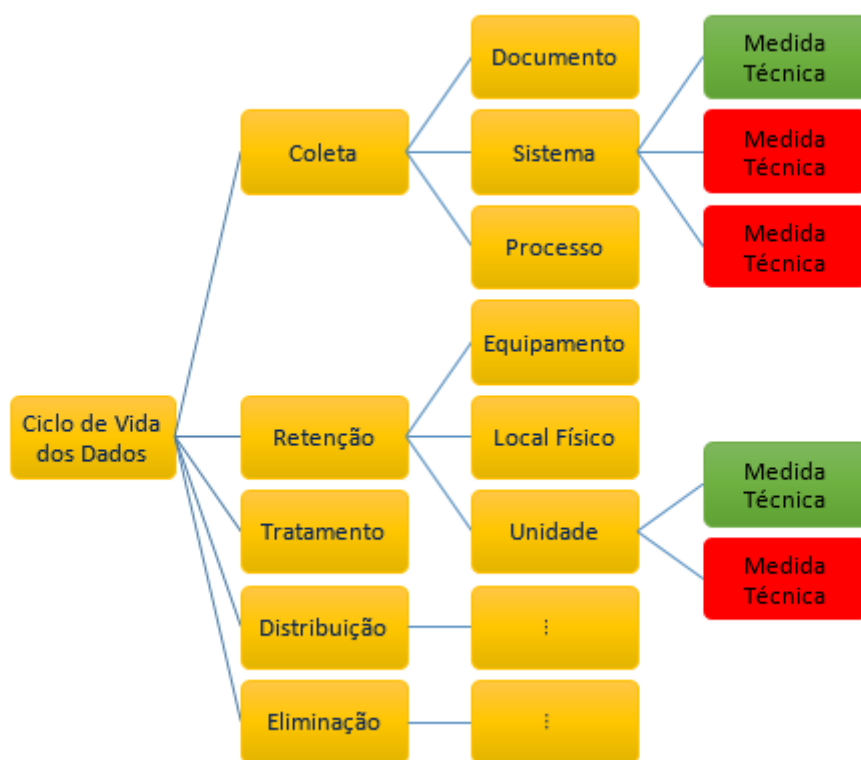 Ciclo de Vida
dos Dados
Coleta
Documento
Sistema
Medida
Técnica
Medida
Técnica
Medida
Técnica
Processo
Retenção
Equipamento
Local Físico
Unidade
Medida
Técnica
Medida
Técnica
Tratamento
Distribuição
⋮
Eliminação
⋮